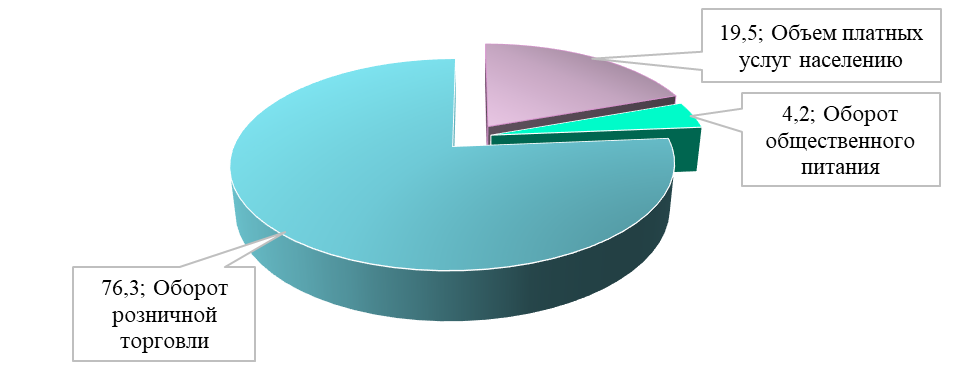 19,5; Объем платных
услуг населению
4,2; Оборот
общественного
питания
76,3; Оборот
розничной
торговли